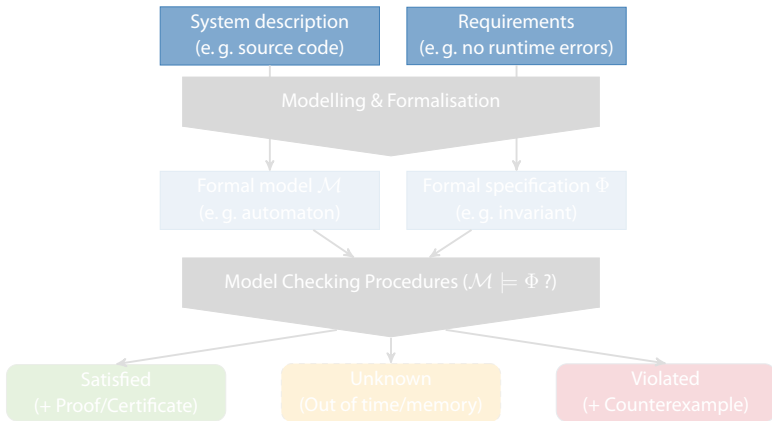 System description
(e. g. source code)
Requirements
(e. g. no runtime errors)
Modelling & Formalisation
Formal model ℳ
(e. g. automaton)
Formal specification Φ
(e. g. invariant)
Model Checking Procedures (ℳ ⊨ Φ ?)
Satisfied
(+ Proof/Certificate)
Unknown
(Out of time/memory)
Violated
(+ Counterexample)